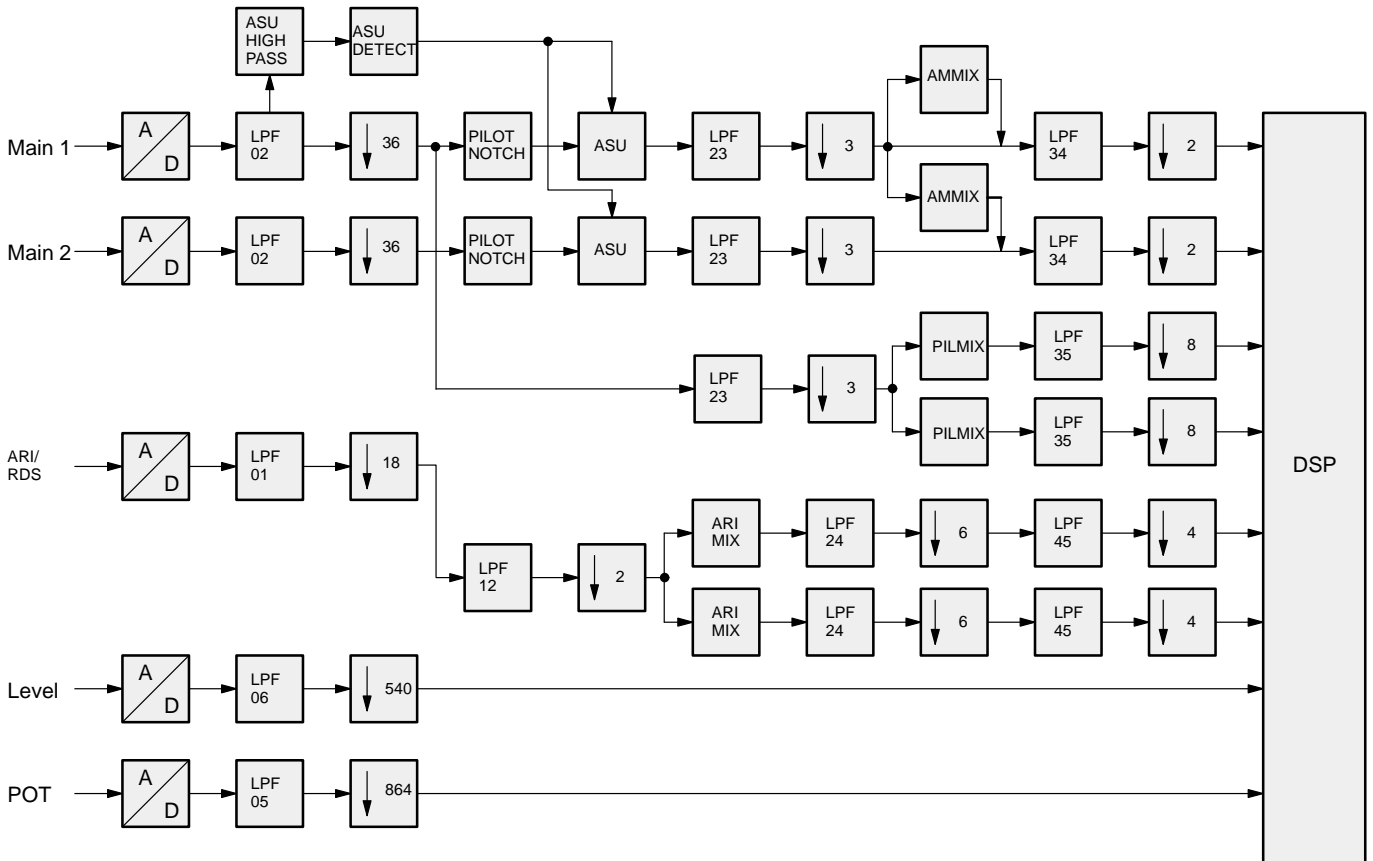 ASU
HIGH
PASS
ASU
DETECT
AMMIX
Main 1
A
D
LPF
02
36
PILOT
NOTCH
ASU
LPF
23
3
LPF
34
2
AMMIX
Main 2
A
D
LPF
02
36
PILOT
NOTCH
ASU
LPF
23
3
LPF
34
2
PILMIX
LPF
35
8
LPF
23
3
PILMIX
LPF
35
8
ARI/
RDS
A
D
LPF
01
18
DSP
ARI
MIX
LPF
24
6
LPF
45
4
LPF
12
2
ARI
MIX
LPF
24
6
LPF
45
4
Level
A
D
LPF
06
540
POT
A
D
LPF
05
864